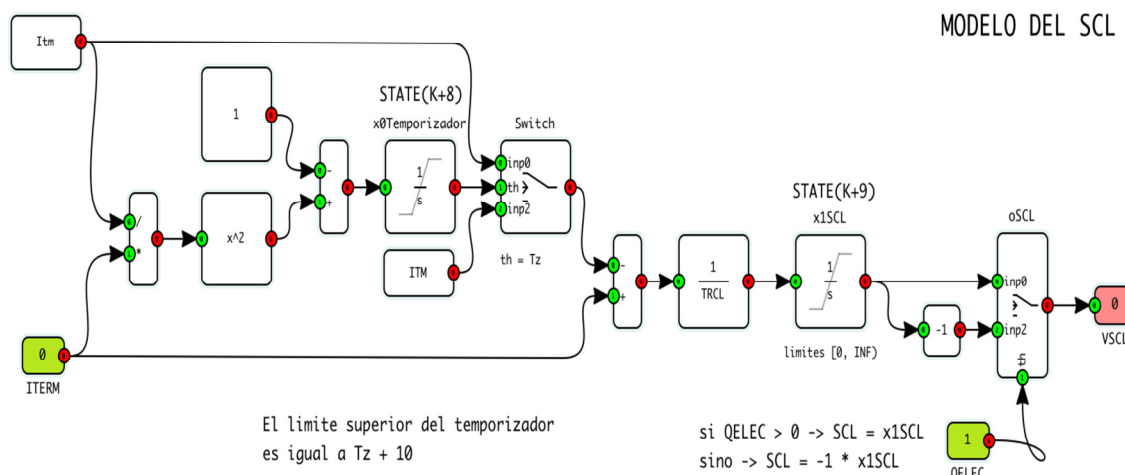 MODELO DEL SCL
Itm
1
STATE(K+8)
x0Temporizador
1
s
Switch
inp0
th
inp2
th = Tz
/
*
x^2
-
+
ITM
-
+
1
TRCL
STATE(K+9)
x1SCL
1
s
limites [0, INF)
oSCL
inp0
inp2
th
-1
0
VSCL
0
ITERM
El limite superior del temporizador
es igual a Tz + 10
si QELEC > 0 -> SCL = x1SCL
sino -> SCL = -1 * x1SCL
1
QELEC